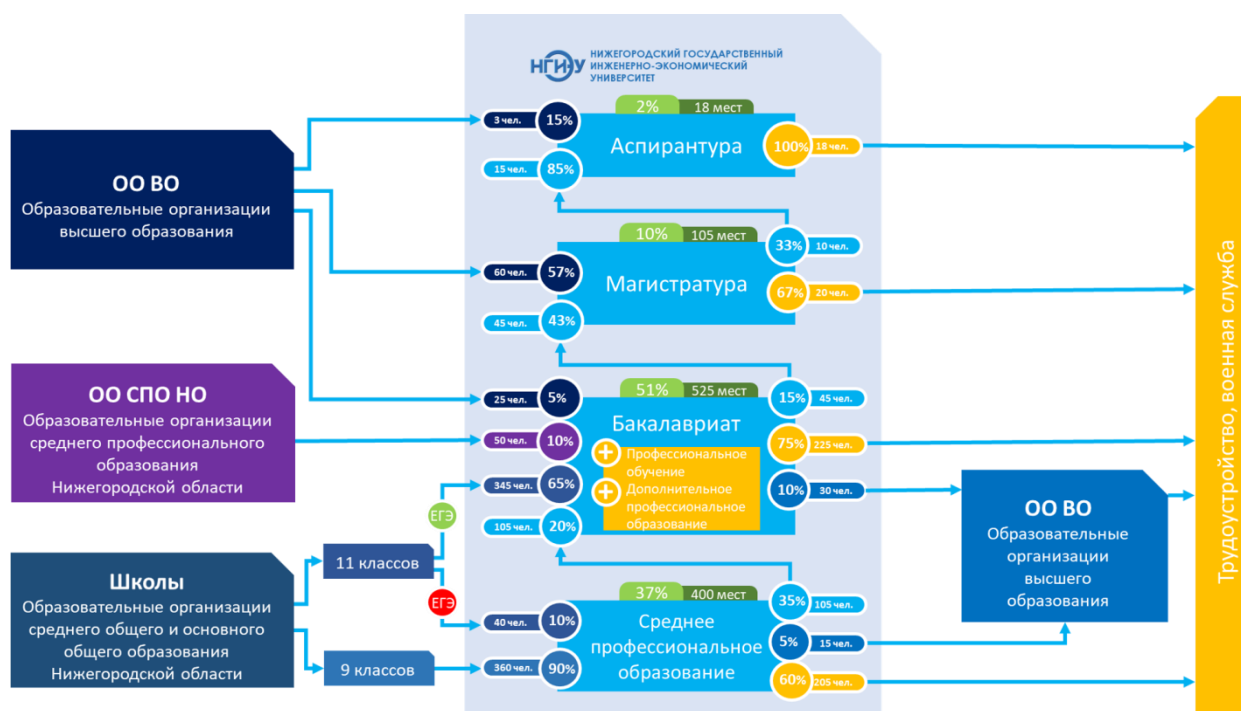 НГИЭУ
НИЖЕГОРОДСКИЙ ГОСУДАРСТВЕННЫЙ
ИНЖЕНЕРНО-ЭКОНОМИЧЕСКИЙ
УНИВЕРСИТЕТ
ОО ВО
Образовательные организации
высшего образования
ОО СПО НО
Образовательные организации
среднего профессионального
образования
Нижегородской области
Школы
Образовательные организации
среднего общего и основного
общего образования
Нижегородской области
11 классов
9 классов
ЕГЭ
ЕГЭ
2% 18 мест
3 чел. 15%
Аспирантура
100% 18 чел.
15 чел. 85%
10% 105 мест
33% 10 чел.
60 чел. 57%
Магистратура
67% 20 чел.
45 чел. 43%
51% 525 мест
25 чел. 5%
15% 45 чел.
Бакалавриат
50 чел. 10%
75% 225 чел.
+ Профессиональное
обучение
+ Дополнительное
профессиональное
образование
345 чел. 65%
10% 30 чел.
105 чел. 20%
37% 400 мест
35% 105 чел.
40 чел. 10%
Среднее
профессиональное
образование
5% 15 чел.
360 чел. 90%
60% 205 чел.
ОО ВО
Образовательные
организации
высшего
образования
Трудоустройство, военная служба